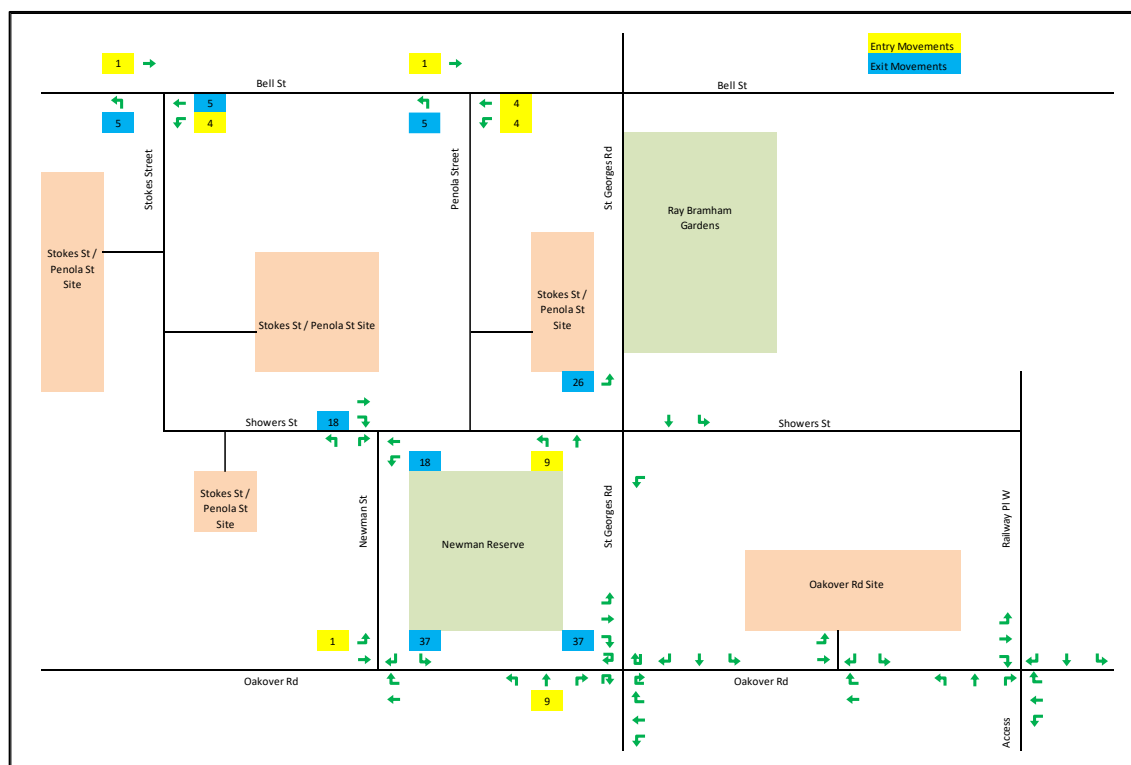 Entry Movements
1
1
Exit Movements
Bell St
Bell St
5
4
5
4
5
4
5
Stokes Street
Penola Street
St Georges Rd
Ray Bramham
Gardens
Stokes St /
Penola St
Site
Stokes St / Penola St Site
Stokes St /
Penola St
Site
26
Showers St
18
Showers St
18
9
Stokes St /
Penola St
Site
Newman St
Newman Reserve
St Georges Rd
Railway Pl W
Oakover Rd Site
1
37
37
Oakover Rd
9
Oakover Rd
Access